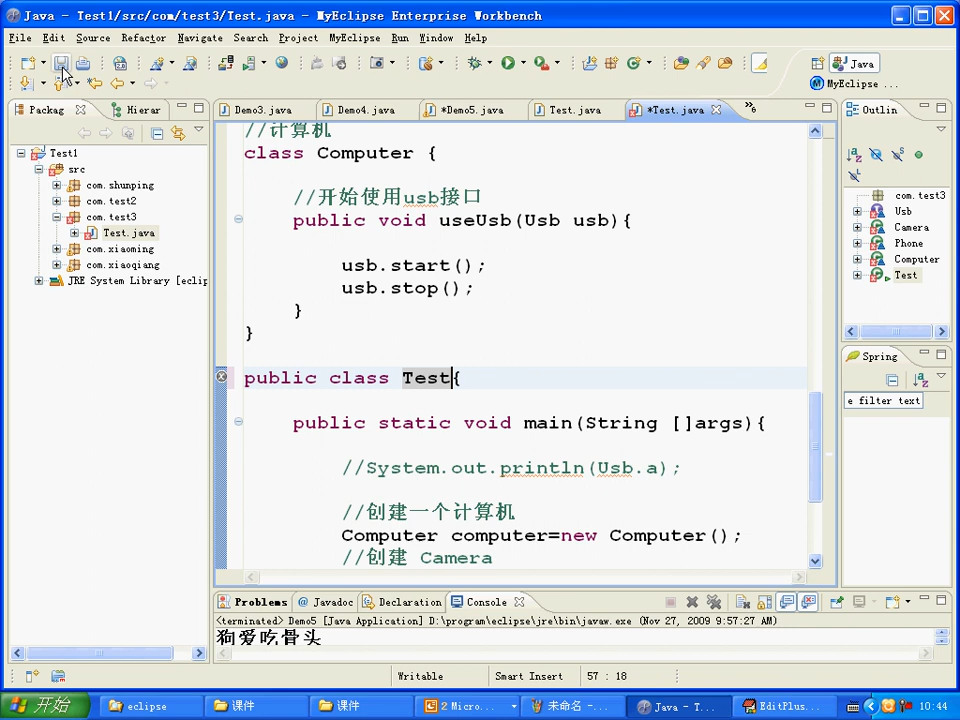 Java - Test1/src/com/test3/Test.java - MyEclipse Enterprise Workbench
File Edit Source Refactor Navigate Search Project MyEclipse Run Window Help
Java
MyEclipse ...
Packag
Hierar
Demo3.java
Demo4.java
*Demo5.java
Test.java
*Test.java
»6
Outlin
Test1
src
com.shunping
com.test2
com.test3
Test.java
com.xiaoming
com.xiaoqiang
JRE System Library [eclip
//计算机
class Computer {
//开始使用usb接口
public void useUsb(Usb usb){
usb.start();
usb.stop();
}
}
public class Test{
public static void main(String []args){
//System.out.println(Usb.a);
//创建一个计算机
Computer computer=new Computer();
//创建 Camera
com.test3
Usb
Camera
Phone
Computer
Test
Spring
e filter text
Problems
@ Javadoc
Declaration
Console
<terminated> Demo5 [Java Application] D:\program\eclipse\jre\bin\javaw.exe (Nov 27, 2009 9:57:27 AM)
狗爱吃骨头
Writable
Smart Insert
57 : 18
开始
eclipse
课件
课件
2 Micro...
未命名 -...
Java - T...
EditPlus...
10:44